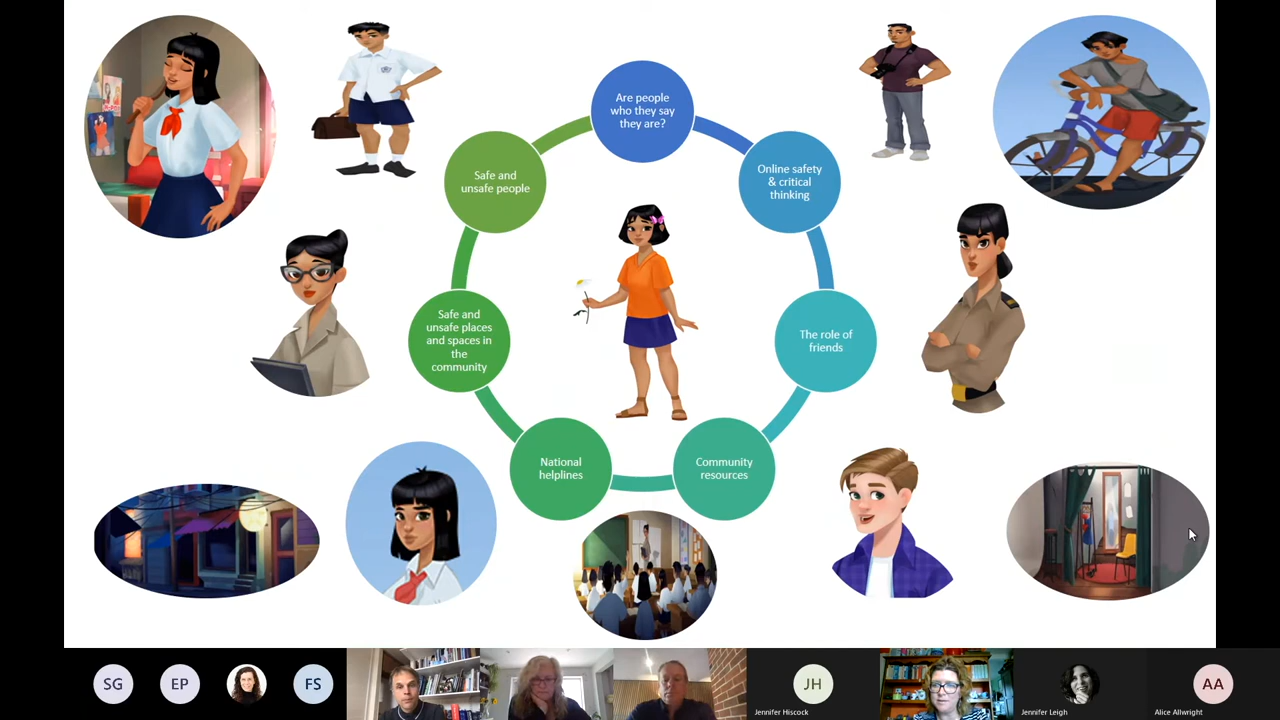 Are people
who they say
they are?
Online safety
& critical
thinking
The role of
friends
Community
resources
National
helplines
Safe and
unsafe places
and spaces in
the
community
Safe and
unsafe people
SG
EP
FS
JH
AA
Jennifer Hiscock
Jennifer Leigh
Alice Allwright